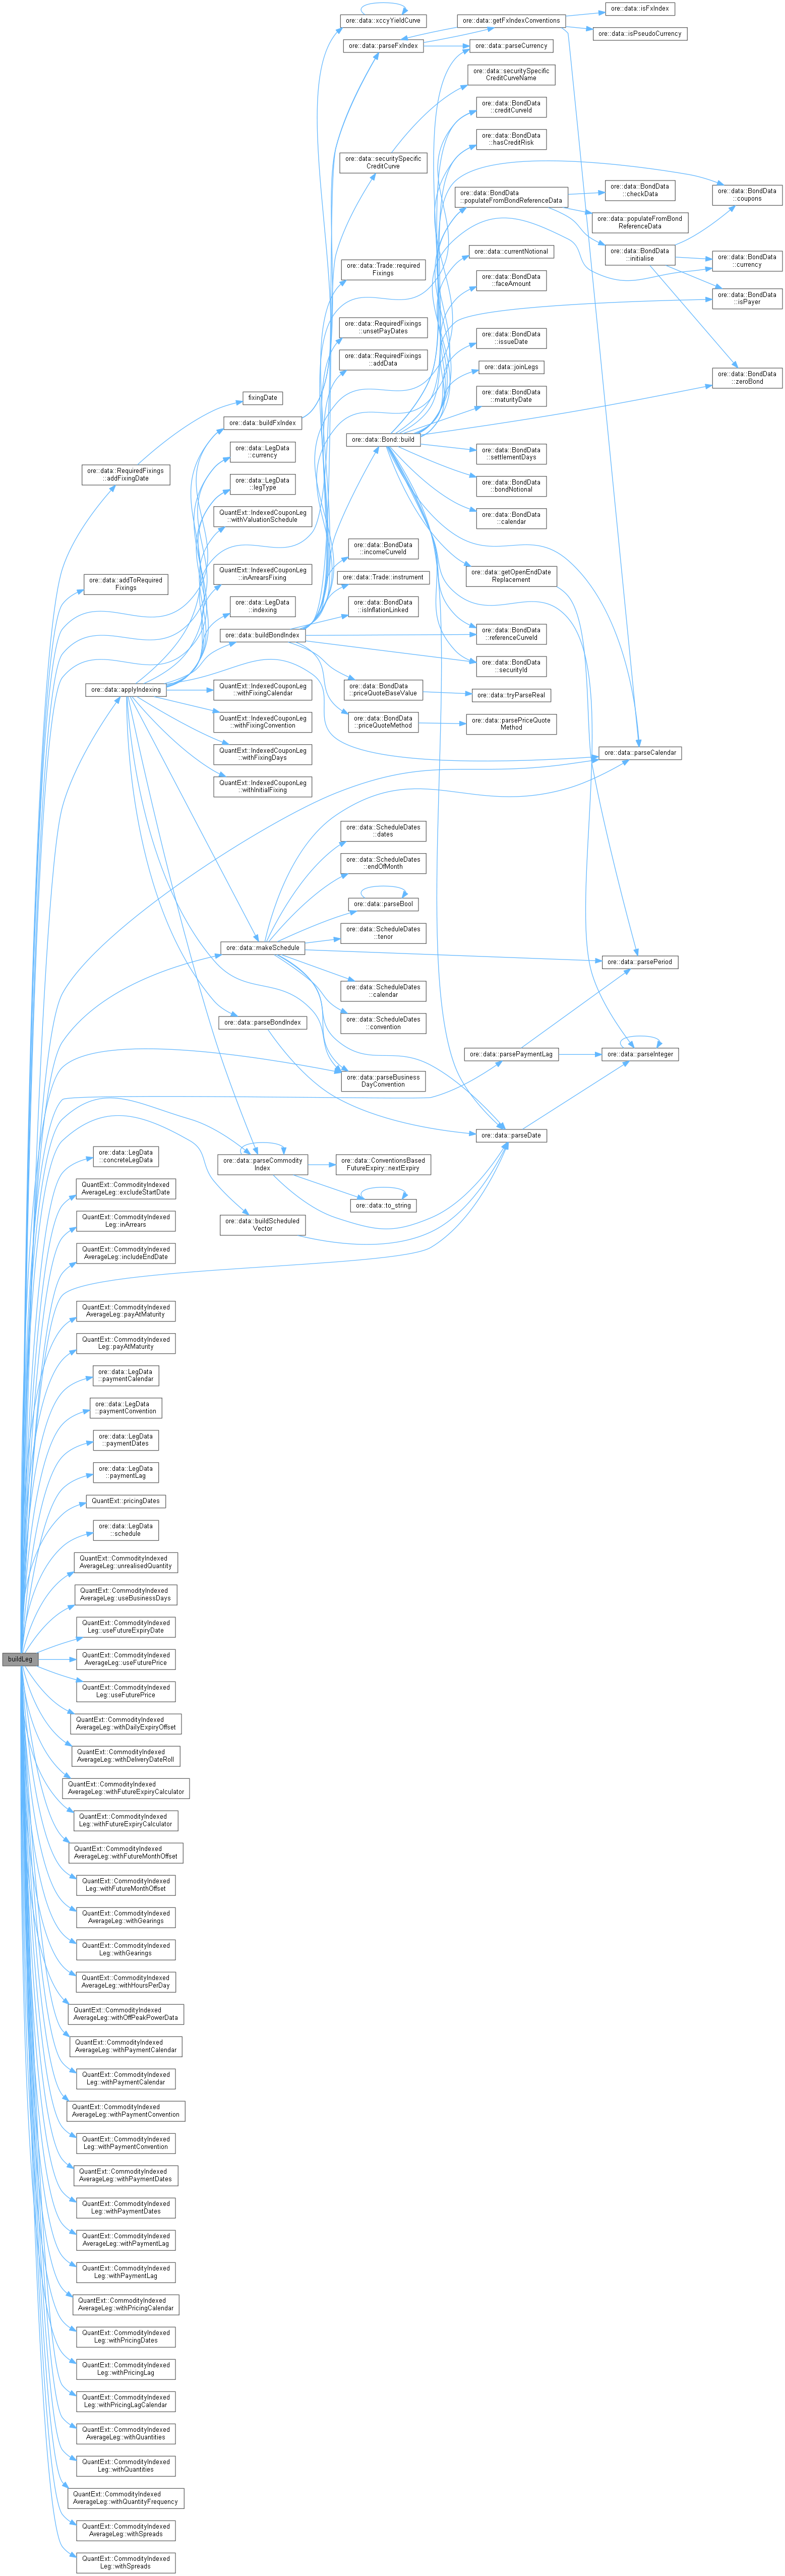 ore::data::xccyYieldCurve
ore::data::getFxIndexConventions
ore::data::isFxIndex
ore::data::isPseudoCurrency
ore::data::parseFxIndex
ore::data::parseCurrency
ore::data::securitySpecific
CreditCurveName
ore::data::BondData
::creditCurveId
ore::data::BondData
::hasCreditRisk
ore::data::securitySpecific
CreditCurve
ore::data::BondData
::populateFromBondReferenceData
ore::data::BondData
::checkData
ore::data::BondData
::coupons
ore::data::populateFromBond
ReferenceData
ore::data::currentNotional
ore::data::BondData
::initialise
ore::data::BondData
::currency
ore::data::Trade::required
Fixings
ore::data::BondData
::faceAmount
ore::data::BondData
::isPayer
ore::data::RequiredFixings
::unsetPayDates
ore::data::BondData
::issueDate
ore::data::RequiredFixings
::addData
ore::data::joinLegs
ore::data::BondData
::zeroBond
fixingDate
ore::data::BondData
::maturityDate
ore::data::buildFxIndex
ore::data::Bond::build
ore::data::LegData
::currency
ore::data::BondData
::settlementDays
ore::data::RequiredFixings
::addFixingDate
ore::data::LegData
::legType
ore::data::BondData
::bondNotional
QuantExt::IndexedCouponLeg
::withValuationSchedule
ore::data::BondData
::calendar
ore::data::BondData
::incomeCurveId
ore::data::addToRequired
Fixings
QuantExt::IndexedCouponLeg
::inArrearsFixing
ore::data::Trade::instrument
ore::data::getOpenEndDate
Replacement
ore::data::LegData
::indexing
ore::data::BondData
::isInflationLinked
ore::data::buildBondIndex
ore::data::BondData
::referenceCurveId
ore::data::BondData
::securityId
ore::data::applyIndexing
QuantExt::IndexedCouponLeg
::withFixingCalendar
ore::data::BondData
::priceQuoteBaseValue
ore::data::tryParseReal
QuantExt::IndexedCouponLeg
::withFixingConvention
ore::data::BondData
::priceQuoteMethod
ore::data::parsePriceQuote
Method
QuantExt::IndexedCouponLeg
::withFixingDays
ore::data::parseCalendar
QuantExt::IndexedCouponLeg
::withInitialFixing
ore::data::ScheduleDates
::dates
ore::data::ScheduleDates
::endOfMonth
ore::data::parseBool
ore::data::ScheduleDates
::tenor
ore::data::makeSchedule
ore::data::parsePeriod
ore::data::ScheduleDates
::calendar
ore::data::ScheduleDates
::convention
ore::data::parseBondIndex
ore::data::parsePaymentLag
ore::data::parseInteger
ore::data::parseBusiness
DayConvention
ore::data::parseDate
ore::data::LegData
::concreteLegData
ore::data::parseCommodity
Index
ore::data::ConventionsBased
FutureExpiry::nextExpiry
QuantExt::CommodityIndexed
AverageLeg::excludeStartDate
ore::data::to_string
ore::data::buildScheduled
Vector
QuantExt::CommodityIndexed
Leg::inArrears
QuantExt::CommodityIndexed
AverageLeg::includeEndDate
QuantExt::CommodityIndexed
AverageLeg::payAtMaturity
QuantExt::CommodityIndexed
Leg::payAtMaturity
ore::data::LegData
::paymentCalendar
ore::data::LegData
::paymentConvention
ore::data::LegData
::paymentDates
ore::data::LegData
::paymentLag
QuantExt::pricingDates
ore::data::LegData
::schedule
QuantExt::CommodityIndexed
AverageLeg::unrealisedQuantity
QuantExt::CommodityIndexed
AverageLeg::useBusinessDays
QuantExt::CommodityIndexed
Leg::useFutureExpiryDate
buildLeg
QuantExt::CommodityIndexed
AverageLeg::useFuturePrice
QuantExt::CommodityIndexed
Leg::useFuturePrice
QuantExt::CommodityIndexed
AverageLeg::withDailyExpiryOffset
QuantExt::CommodityIndexed
AverageLeg::withDeliveryDateRoll
QuantExt::CommodityIndexed
AverageLeg::withFutureExpiryCalculator
QuantExt::CommodityIndexed
Leg::withFutureExpiryCalculator
QuantExt::CommodityIndexed
AverageLeg::withFutureMonthOffset
QuantExt::CommodityIndexed
Leg::withFutureMonthOffset
QuantExt::CommodityIndexed
AverageLeg::withGearings
QuantExt::CommodityIndexed
Leg::withGearings
QuantExt::CommodityIndexed
AverageLeg::withHoursPerDay
QuantExt::CommodityIndexed
AverageLeg::withOffPeakPowerData
QuantExt::CommodityIndexed
AverageLeg::withPaymentCalendar
QuantExt::CommodityIndexed
Leg::withPaymentCalendar
QuantExt::CommodityIndexed
AverageLeg::withPaymentConvention
QuantExt::CommodityIndexed
Leg::withPaymentConvention
QuantExt::CommodityIndexed
AverageLeg::withPaymentDates
QuantExt::CommodityIndexed
Leg::withPaymentDates
QuantExt::CommodityIndexed
AverageLeg::withPaymentLag
QuantExt::CommodityIndexed
Leg::withPaymentLag
QuantExt::CommodityIndexed
AverageLeg::withPricingCalendar
QuantExt::CommodityIndexed
Leg::withPricingDates
QuantExt::CommodityIndexed
Leg::withPricingLag
QuantExt::CommodityIndexed
Leg::withPricingLagCalendar
QuantExt::CommodityIndexed
AverageLeg::withQuantities
QuantExt::CommodityIndexed
Leg::withQuantities
QuantExt::CommodityIndexed
AverageLeg::withQuantityFrequency
QuantExt::CommodityIndexed
AverageLeg::withSpreads
QuantExt::CommodityIndexed
Leg::withSpreads